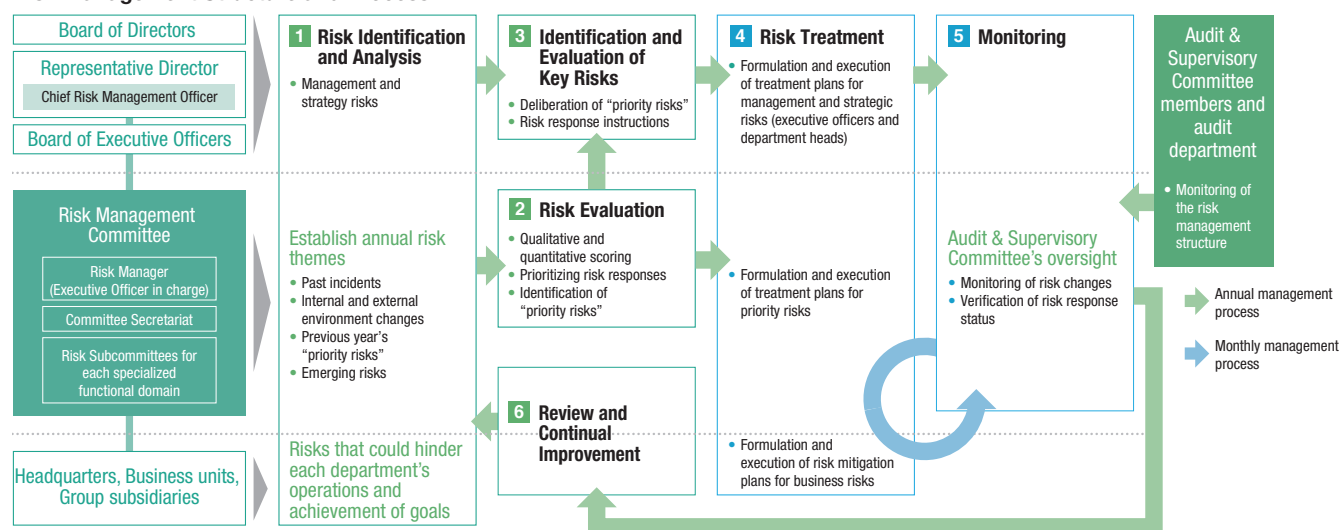 Board of Directors
Representative Director
Chief Risk Management Officer
Board of Executive Officers
Risk Management
Committee
Risk Manager
(Executive Officer in charge)
Committee Secretariat
Risk Subcommittees for
each specialized
functional domain
Headquarters, Business units,
Group subsidiaries
1 Risk Identification
and Analysis
• Management and
strategy risks
Establish annual risk
themes
• Past incidents
• Internal and external
environment changes
• Previous year's
“priority risks”
• Emerging risks
Risks that could hinder
each department's
operations and
achievement of goals
3 Identification and
Evaluation of
Key Risks
• Deliberation of “priority risks”
• Risk response instructions
2 Risk Evaluation
• Qualitative and
quantitative scoring
• Prioritizing risk responses
• Identification of
“priority risks”
6 Review and
Continual
Improvement
4 Risk Treatment
• Formulation and execution
of treatment plans for
management and strategic
risks (executive officers and
department heads)
• Formulation and execution
of treatment plans for
priority risks
• Formulation and
execution of risk mitigation
plans for business risks
5 Monitoring
Audit & Supervisory
Committee's oversight
• Monitoring of risk changes
• Verification of risk response
status
Audit &
Supervisory
Committee
members and
audit
department
• Monitoring of
the risk
management
structure
Annual management
process
Monthly management
process